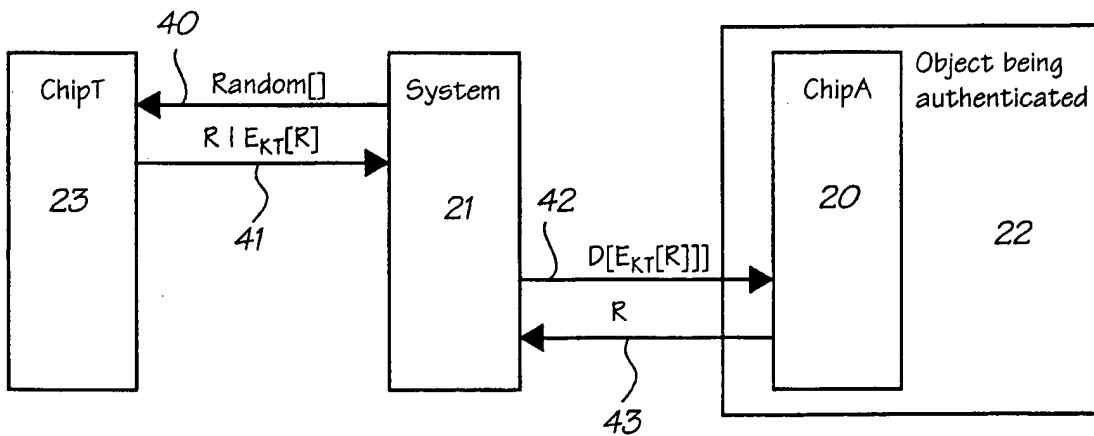 40
ChipT
Random[]
System
ChipA
Object being
authenticated
R | E_KT[R]
23
41
21
42
20
22
D[E_KT[R]]]
R
43